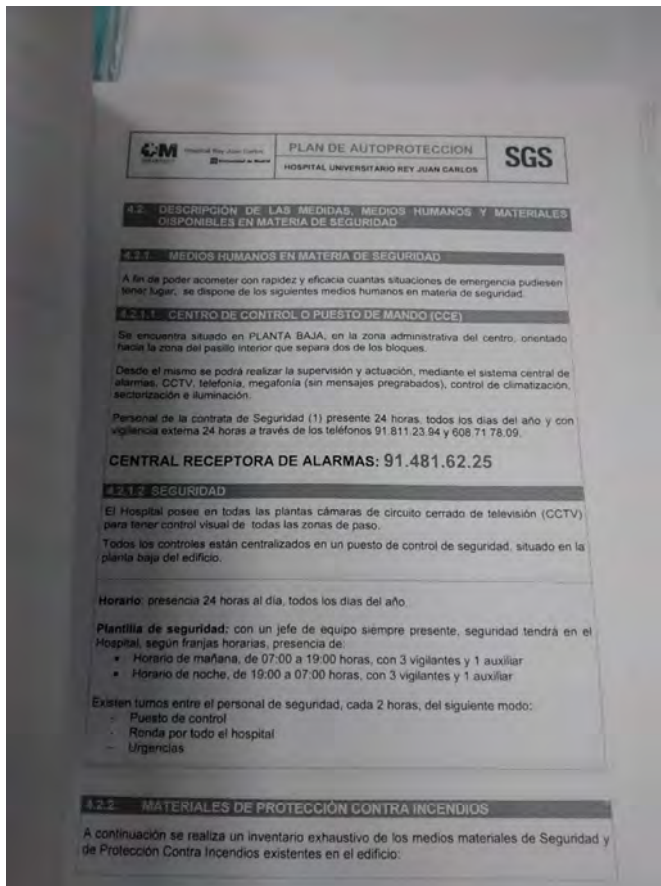 M Hospital Rey Juan Carlos
Comunidad de Madrid
PLAN DE AUTOPROTECCION
HOSPITAL UNIVERSITARIO REY JUAN CARLOS
SGS
4.2. DESCRIPCIÓN DE LAS MEDIDAS, MEDIOS HUMANOS Y MATERIALES
DISPONIBLES EN MATERIA DE SEGURIDAD
4.2.1. MEDIOS HUMANOS EN MATERIA DE SEGURIDAD
A fin de poder acometer con rapidez y eficacia cuantas situaciones de emergencia pudiesen
tener lugar, se dispone de los siguientes medios humanos en materia de seguridad.
4.2.1.1. CENTRO DE CONTROL O PUESTO DE MANDO (CCE)
Se encuentra situado en PLANTA BAJA, en la zona administrativa del centro, orientado
hacia la zona del pasillo interior que separa dos de los bloques.
Desde el mismo se podrá realizar la supervisión y actuación, mediante el sistema central de
alarmas, CCTV, telefonía, megafonía (sin mensajes pregrabados), control de climatización,
sectorización e iluminación.
Personal de la contrata de Seguridad (1) presente 24 horas, todos los días del año y con
vigilancia externa 24 horas a través de los teléfonos 91.811.23.94 y 608.71 78.09.
CENTRAL RECEPTORA DE ALARMAS: 91.481.62.25
4.2.1.2 SEGURIDAD
El Hospital posee en todas las plantas cámaras de circuito cerrado de televisión (CCTV)
para tener control visual de todas las zonas de paso.
Todos los controles están centralizados en un puesto de control de seguridad, situado en la
planta baja del edificio.
Horario: presencia 24 horas al día, todos los días del año.
Plantilla de seguridad: con un jefe de equipo siempre presente, seguridad tendrá en el
Hospital, según franjas horarias, presencia de:
• Horario de mañana, de 07:00 a 19:00 horas, con 3 vigilantes y 1 auxiliar
• Horario de noche, de 19:00 a 07:00 horas, con 3 vigilantes y 1 auxiliar
Existen turnos entre el personal de seguridad, cada 2 horas, del siguiente modo:
- Puesto de control
- Ronda por todo el hospital
- Urgencias
4.2.2. MATERIALES DE PROTECCIÓN CONTRA INCENDIOS
A continuación se realiza un inventario exhaustivo de los medios materiales de Seguridad y
de Protección Contra Incendios existentes en el edificio: